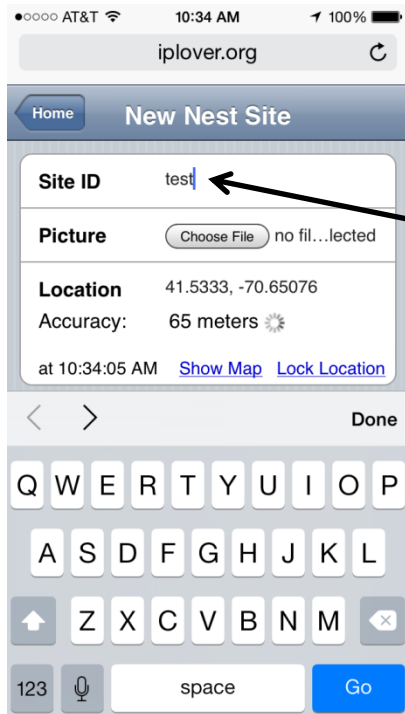 AT&T 10:34 AM 100%
iplover.org
Home New Nest Site
Site ID test
Picture Choose File no fil...lected
Location 41.5333, -70.65076
Accuracy: 65 meters
at 10:34:05 AM Show Map Lock Location
Done
Q W E R T Y U I O P
A S D F G H J K L
Z X C V B N M
123 space Go